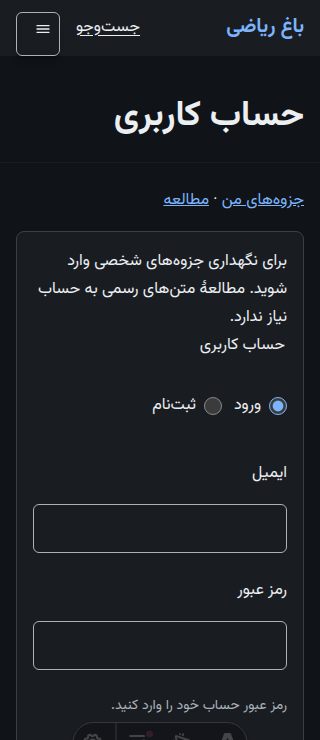 باغ ریاضی
جست‌وجو
حساب کاربری
جزوه‌های من · مطالعه
برای نگهداری جزوه‌های شخصی وارد
شوید. مطالعهٔ متن‌های رسمی به حساب
نیاز ندارد.
حساب کاربری
ورود
ثبت‌نام
ایمیل
رمز عبور
رمز عبور حساب خود را وارد کنید.